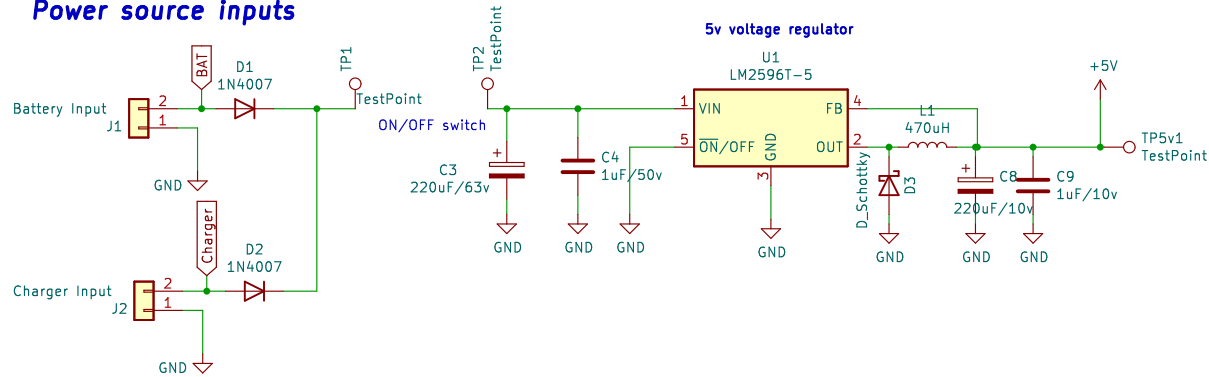 Power source inputs
5v voltage regulator
BAT
D1
1N4007
TP1
TestPoint
TP2
TestPoint
U1
LM2596T-5
+5V
Battery Input
J1
2
1
GND
ON/OFF switch
C3
220uF/63v
+
GND
C4
1uF/50v
GND
GND
1
VIN
5
ON/OFF
GND
3
FB
4
OUT
2
GND
L1
470uH
D_Schottky
D3
GND
+
C8
220uF/10v
GND
C9
1uF/10v
GND
TP5v1
TestPoint
Charger
D2
1N4007
Charger Input
J2
2
1
GND